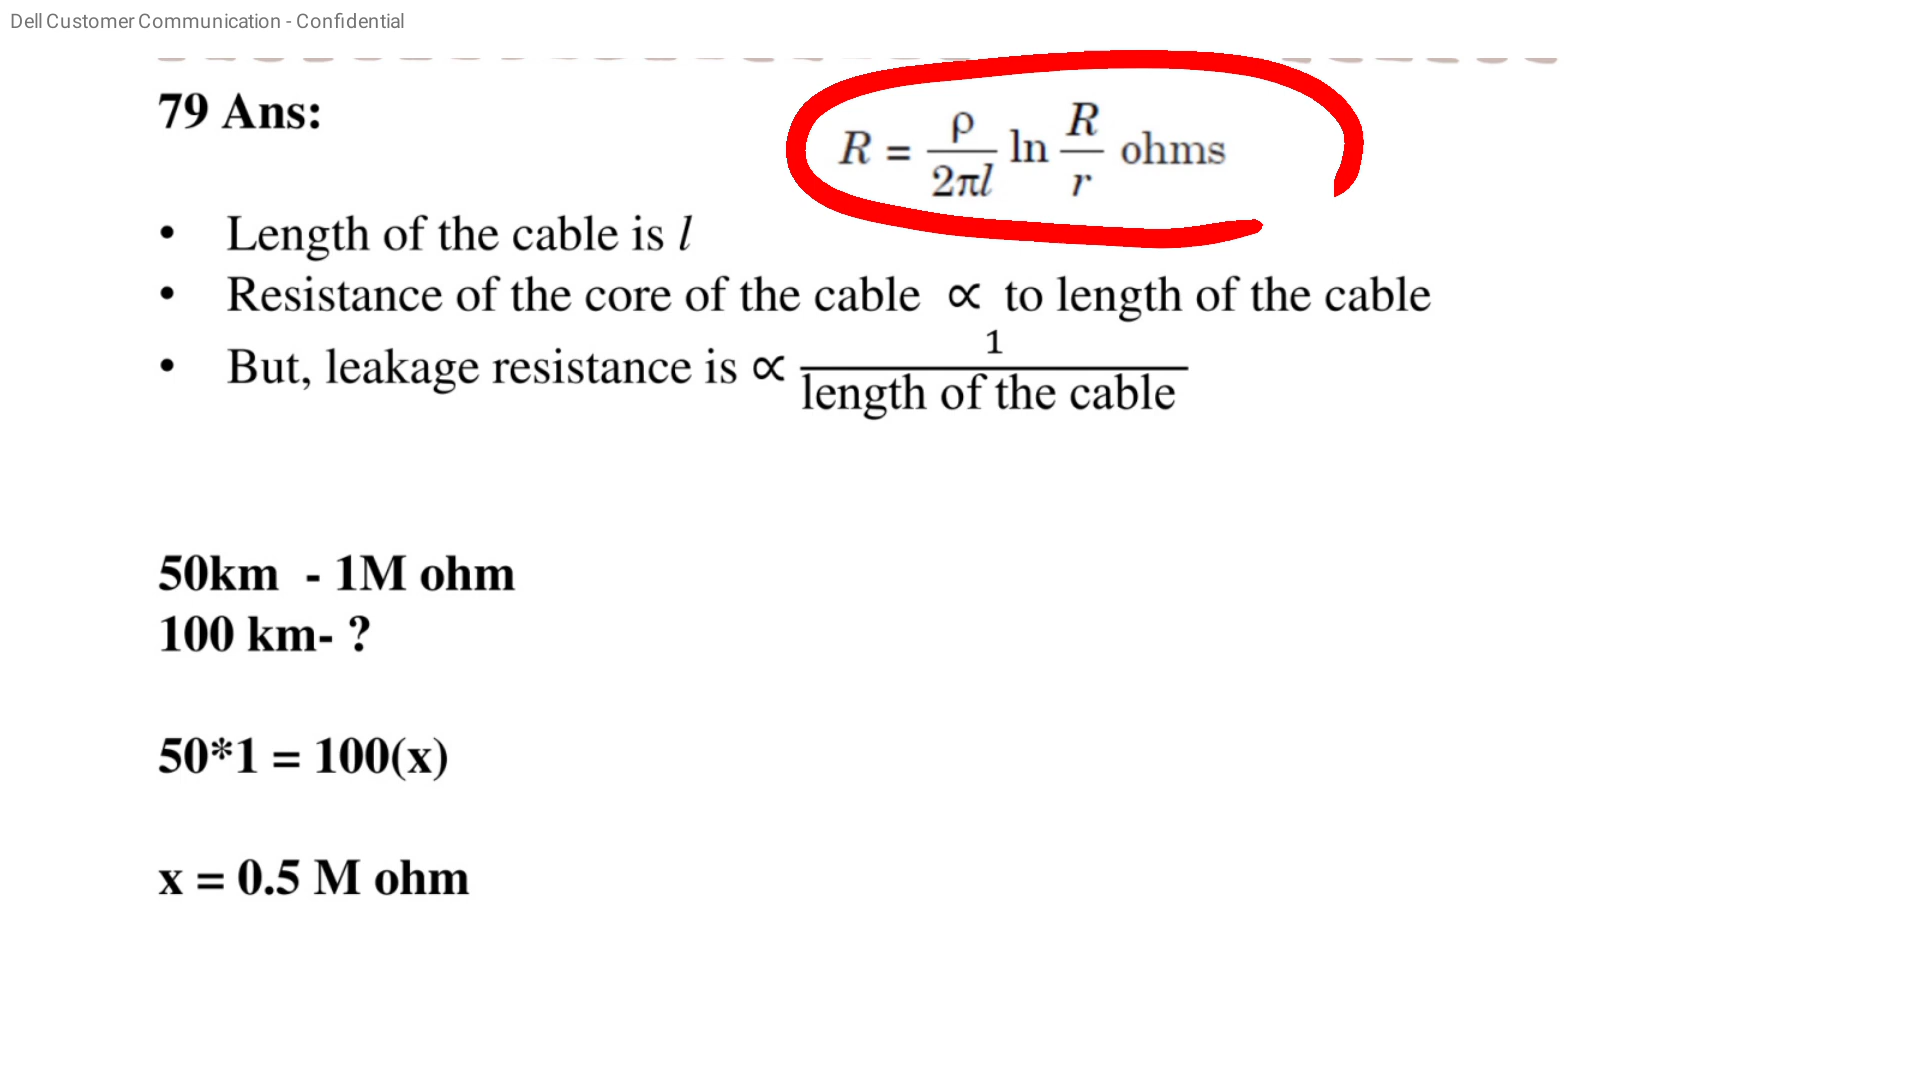 Dell Customer Communication - Confidential
79 Ans:
R = ρ/2πl ln R/r ohms
• Length of the cable is l
• Resistance of the core of the cable ∝ to length of the cable
• But, leakage resistance is ∝ 1/length of the cable
50km - 1M ohm
100 km- ?
50*1 = 100(x)
x = 0.5 M ohm